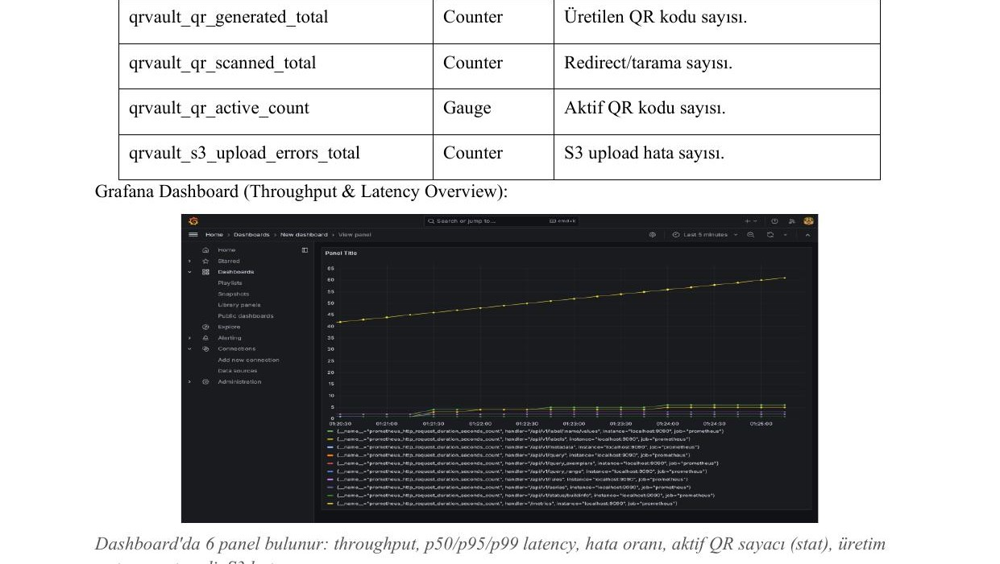 qrvault_qr_generated_total Counter Üretilen QR kodu sayısı.
qrvault_qr_scanned_total Counter Redirect/tarama sayısı.
qrvault_qr_active_count Gauge Aktif QR kodu sayısı.
qrvault_s3_upload_errors_total Counter S3 upload hata sayısı.
Grafana Dashboard (Throughput & Latency Overview):
Search or jump to... cmd+k
Home > Dashboards > New dashboard > View panel Last 5 minutes
Home
Starred
Dashboards
Playlists
Snapshots
Library panels
Public dashboards
Explore
Alerting
Connections
Add new connection
Data sources
Administration
Panel Title
65
60
55
50
45
40
35
30
25
20
15
10
5
0
01:20:30 01:21:00 01:21:30 01:22:00 01:22:30 01:23:00 01:23:30 01:24:00 01:24:30 01:25:00
{__name__="prometheus_http_request_duration_seconds_count", handler="/api/v1/label/:name/values", instance="localhost:9090", job="prometheus"}
{__name__="prometheus_http_request_duration_seconds_count", handler="/api/v1/labels", instance="localhost:9090", job="prometheus"}
{__name__="prometheus_http_request_duration_seconds_count", handler="/api/v1/metadata", instance="localhost:9090", job="prometheus"}
{__name__="prometheus_http_request_duration_seconds_count", handler="/api/v1/query", instance="localhost:9090", job="prometheus"}
{__name__="prometheus_http_request_duration_seconds_count", handler="/api/v1/query_exemplars", instance="localhost:9090", job="prometheus"}
{__name__="prometheus_http_request_duration_seconds_count", handler="/api/v1/query_range", instance="localhost:9090", job="prometheus"}
{__name__="prometheus_http_request_duration_seconds_count", handler="/api/v1/rules", instance="localhost:9090", job="prometheus"}
{__name__="prometheus_http_request_duration_seconds_count", handler="/api/v1/series", instance="localhost:9090", job="prometheus"}
{__name__="prometheus_http_request_duration_seconds_count", handler="/api/v1/status/buildinfo", instance="localhost:9090", job="prometheus"}
{__name__="prometheus_http_request_duration_seconds_count", handler="/metrics", instance="localhost:9090", job="prometheus"}
Dashboard'da 6 panel bulunur: throughput, p50/p95/p99 latency, hata oranı, aktif QR sayacı (stat), üretim